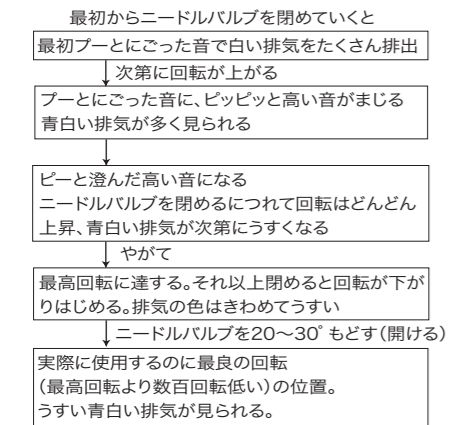 最初からニードルバルブを閉めていくと
最初プーとにごった音で白い排気をたくさん排出
次第に回転が上がる
プーとにごった音に、ピッピッと高い音がまじる
青白い排気が多く見られる
ピーと澄んだ高い音になる
ニードルバルブを閉めるにつれて回転はどんどん
上昇、青白い排気が次第にうすくなる
やがて
最高回転に達する。それ以上閉めると回転が下が
りはじめる。排気の色はきわめてうすい
ニードルバルブを20〜30°もどす(開ける)
実際に使用するのに最良の回転
(最高回転より数百回転低い)の位置。
うすい青白い排気が見られる。